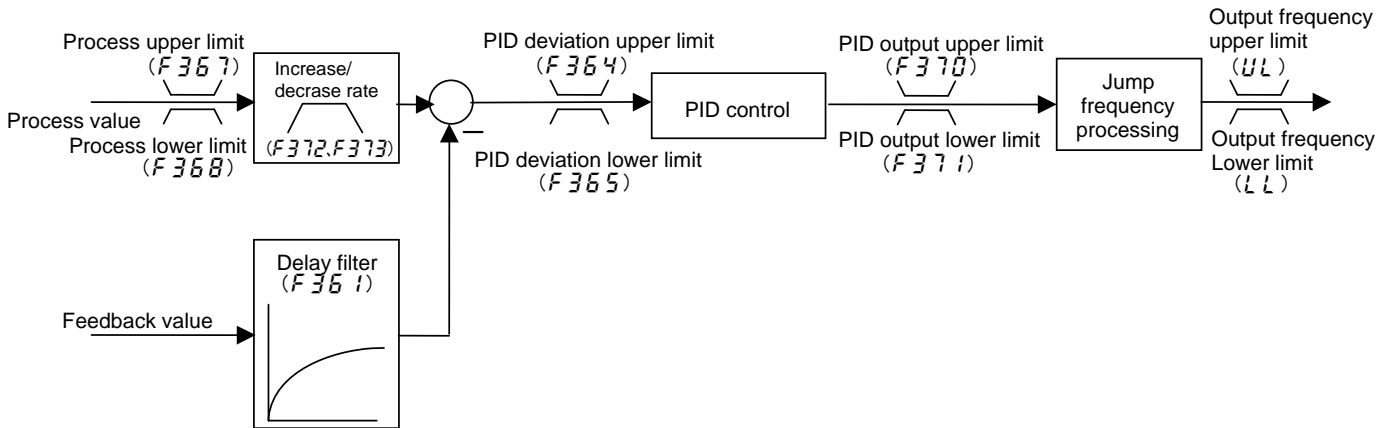 Process upper limit
(F367)
Process value
Process lower limit
(F368)
Increase/
decrase rate
(F372、F373)
PID deviation upper limit
(F364)
PID deviation lower limit
(F365)
PID control
PID output upper limit
(F370)
PID output lower limit
(F371)
Jump
frequency
processing
Output frequency
upper limit
(UL)
Output frequency
Lower limit
(LL)
Delay filter
(F361)
Feedback value